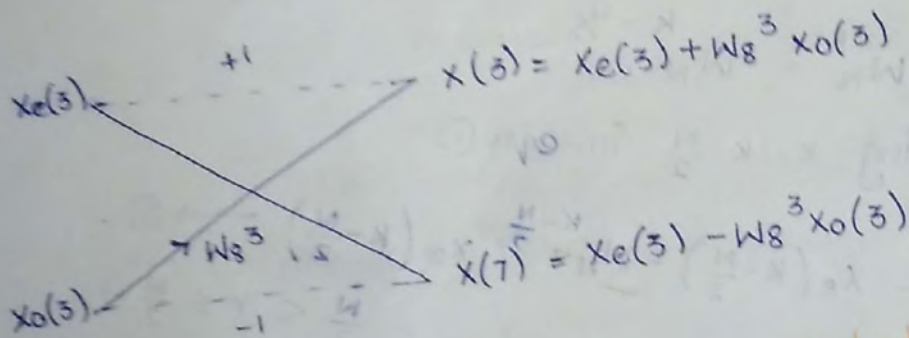 +1
Xe(3) X(3) = Xe(3) + W8^3 Xo(3)
W8^3
X(7) = Xe(3) - W8^3 Xo(3)
Xo(3) -1